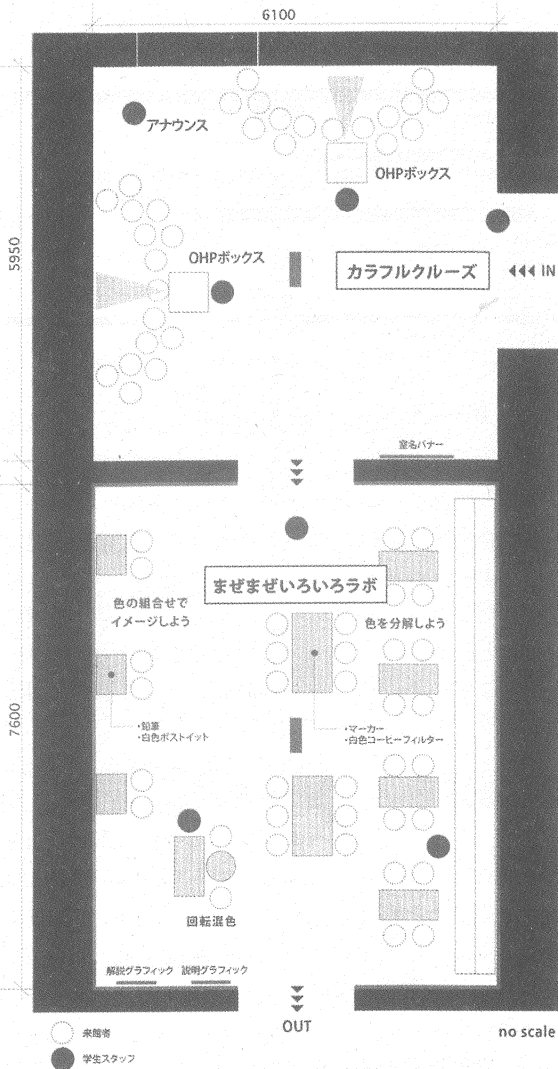 6100
アナウンス
OHPボックス
5950
OHPボックス
カラフルクルーズ
IN
室名バナー
まぜまぜいろいろラボ
色の組合せで
イメージしよう
色を分解しよう
7600
・鉛筆
・白色ポストイット
・マーカー
・白色コーヒーフィルター
回転混色
解説グラフィック
説明グラフィック
OUT
no scale
来館者
学生スタッフ